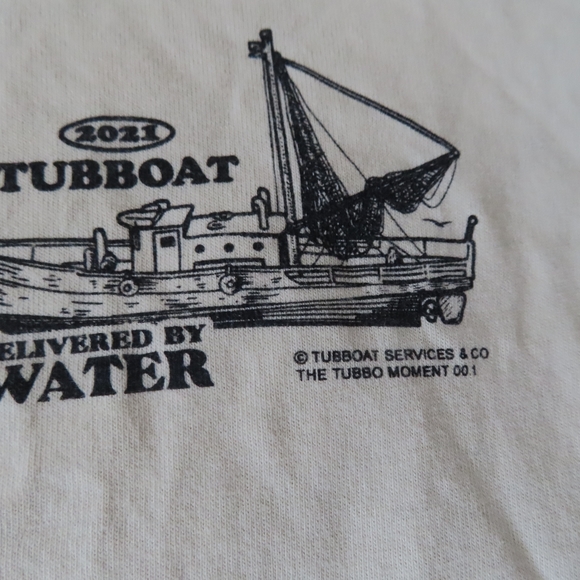 2021
TUBBOAT
ELIVERED BY
WATER
© TUBBOAT SERVICES & CO
THE TUBBO MOMENT 00.1